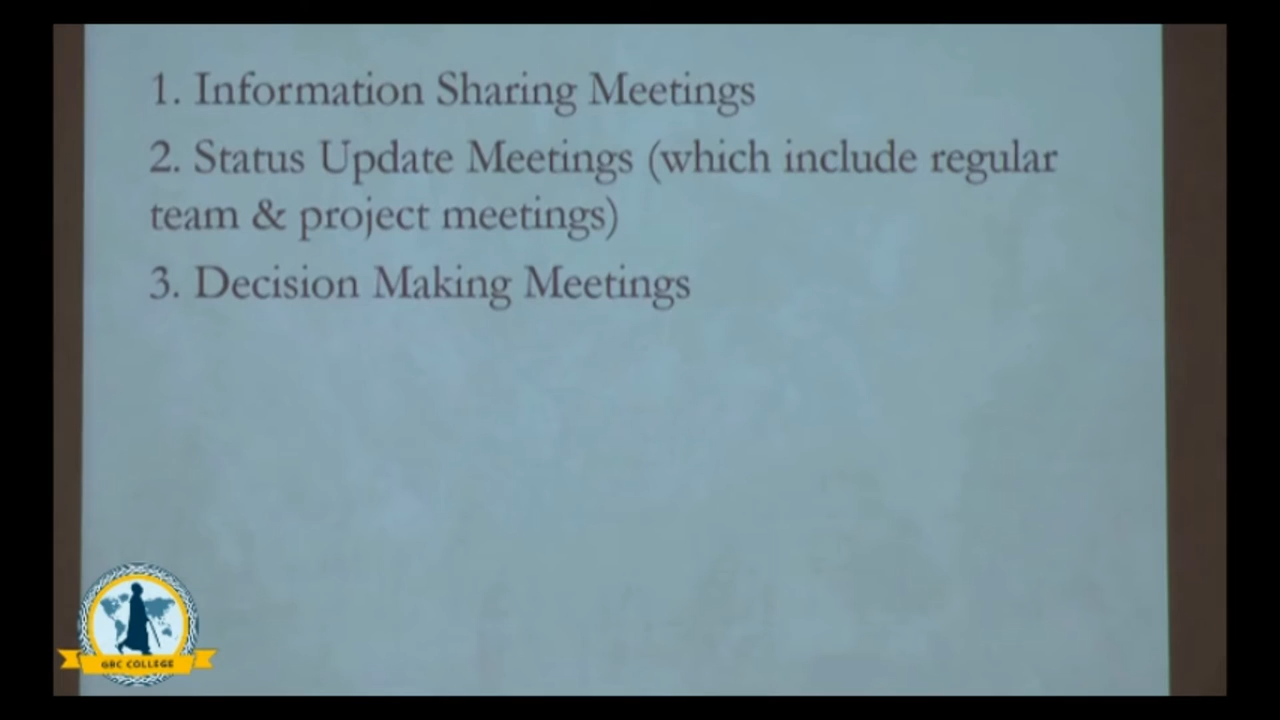 1. Information Sharing Meetings
2. Status Update Meetings (which include regular
team & project meetings)
3. Decision Making Meetings
GBC COLLEGE